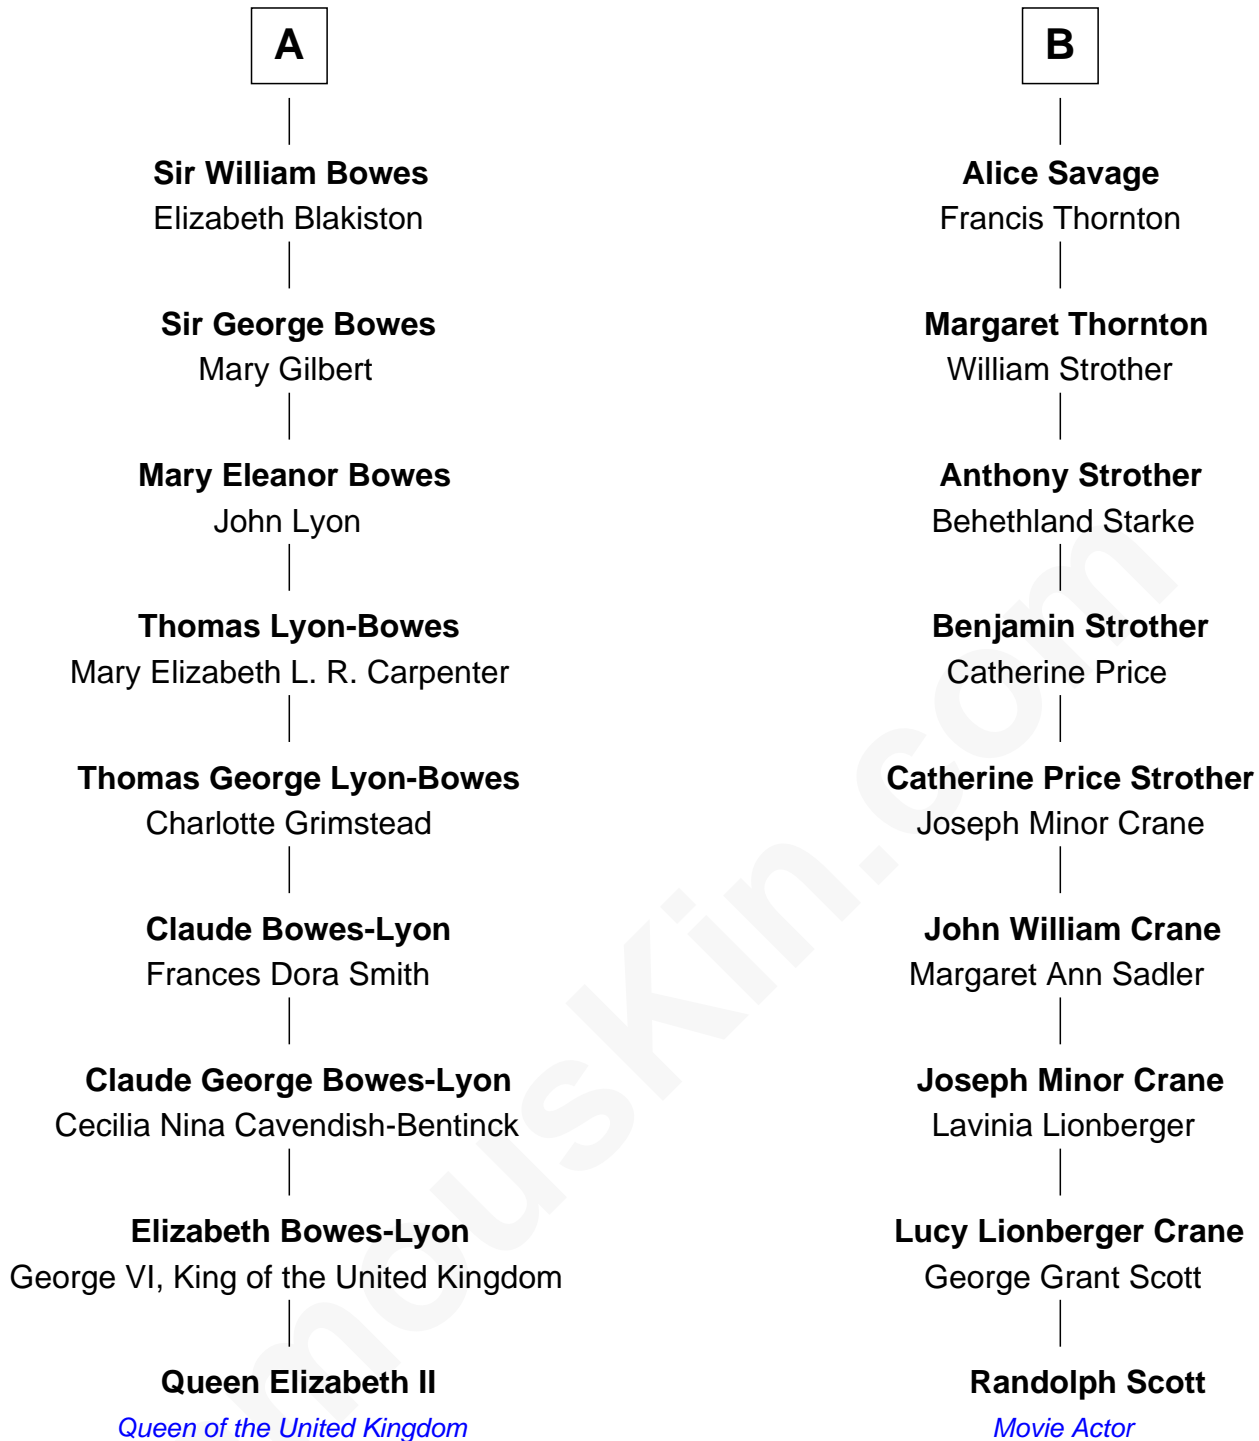 A
Sir William Bowes
Elizabeth Blakiston
Sir George Bowes
Mary Gilbert
Mary Eleanor Bowes
John Lyon
Thomas Lyon-Bowes
Mary Elizabeth L. R. Carpenter
Thomas George Lyon-Bowes
Charlotte Grimstead
Claude Bowes-Lyon
Frances Dora Smith
Claude George Bowes-Lyon
Cecilia Nina Cavendish-Bentinck
Elizabeth Bowes-Lyon
George VI, King of the United Kingdom
Queen Elizabeth II
Queen of the United Kingdom
B
Alice Savage
Francis Thornton
Margaret Thornton
William Strother
Anthony Strother
Behethland Starke
Benjamin Strother
Catherine Price
Catherine Price Strother
Joseph Minor Crane
John William Crane
Margaret Ann Sadler
Joseph Minor Crane
Lavinia Lionberger
Lucy Lionberger Crane
George Grant Scott
Randolph Scott
Movie Actor
mousKin.com